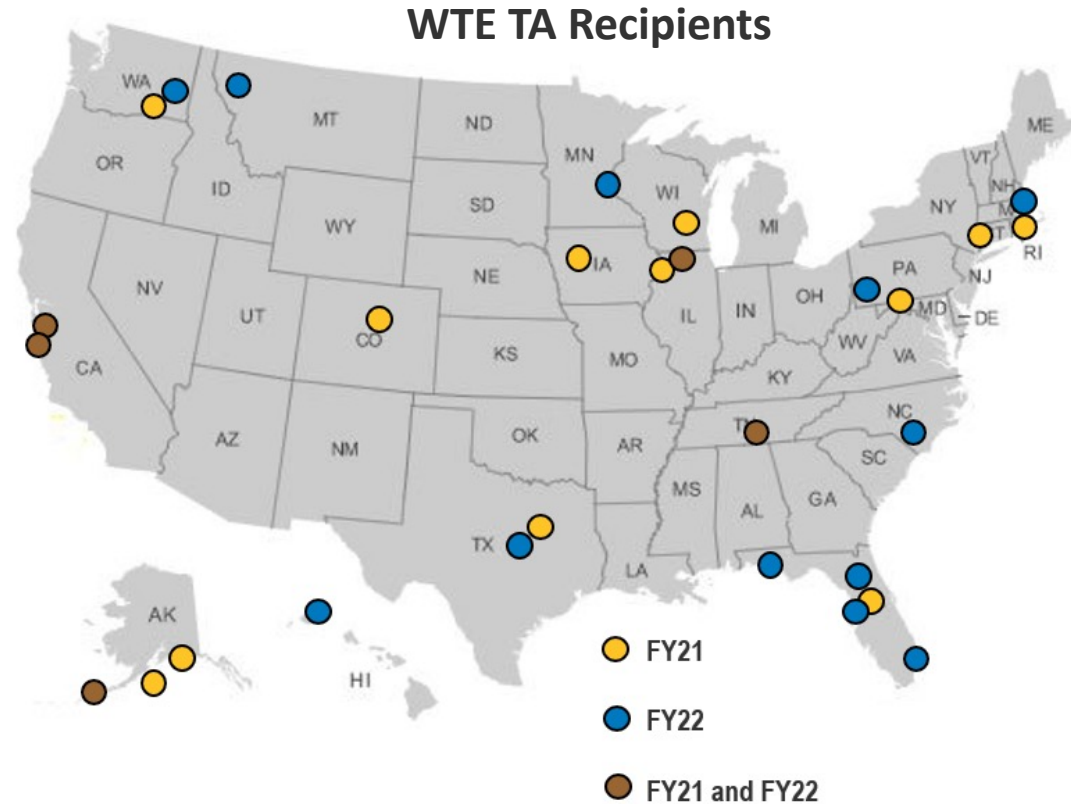 WTE TA Recipients
WA
MT
ND
MN
ME
VT
NH
OR
ID
SD
WI
NY
M
WY
MI
RI
IA
PA
NJ
NE
NV
OH
MD
DE
UT
IL
IN
CO
WV
CA
KS
MO
VA
KY
NC
AZ
NM
OK
AR
SC
MS
AL
GA
TX
LA
AK
HI
FY21
FY22
FY21 and FY22